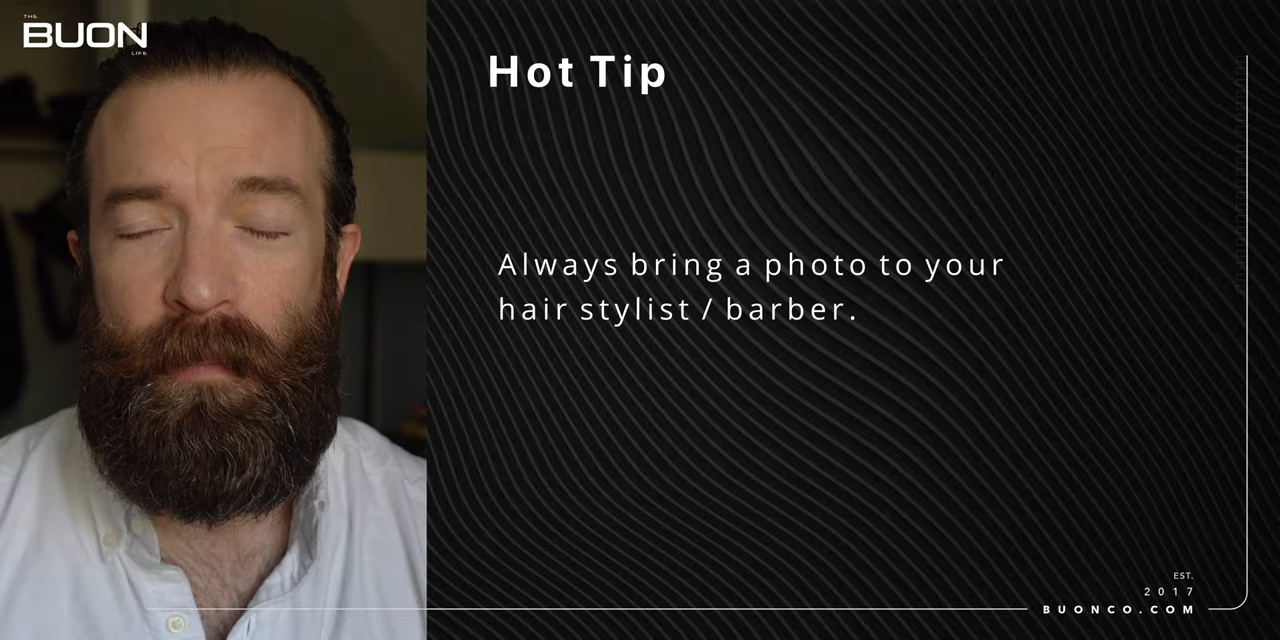 THE
BUON
LIFE
Hot Tip
Always bring a photo to your
hair stylist / barber.
EST.
2017
BUONCO.COM